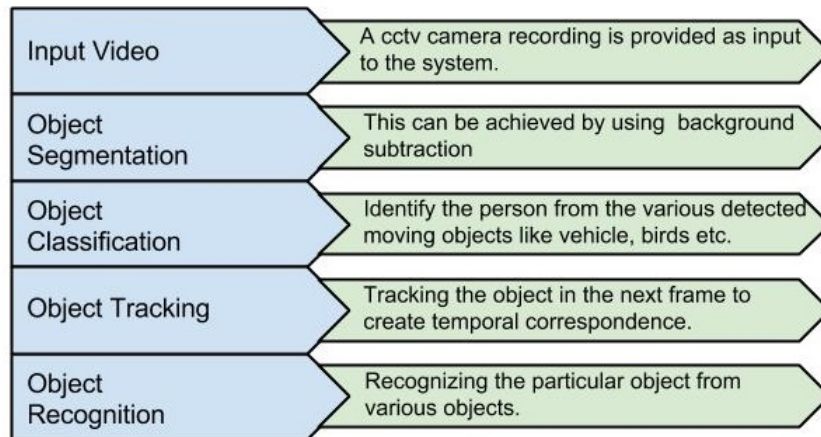 Input Video
A cctv camera recording is provided as input
to the system.
Object
Segmentation
This can be achieved by using background
subtraction
Object
Classification
Identify the person from the various detected
moving objects like vehicle, birds etc.
Object Tracking
Tracking the object in the next frame to
create temporal correspondence.
Object
Recognition
Recognizing the particular object from
various objects.